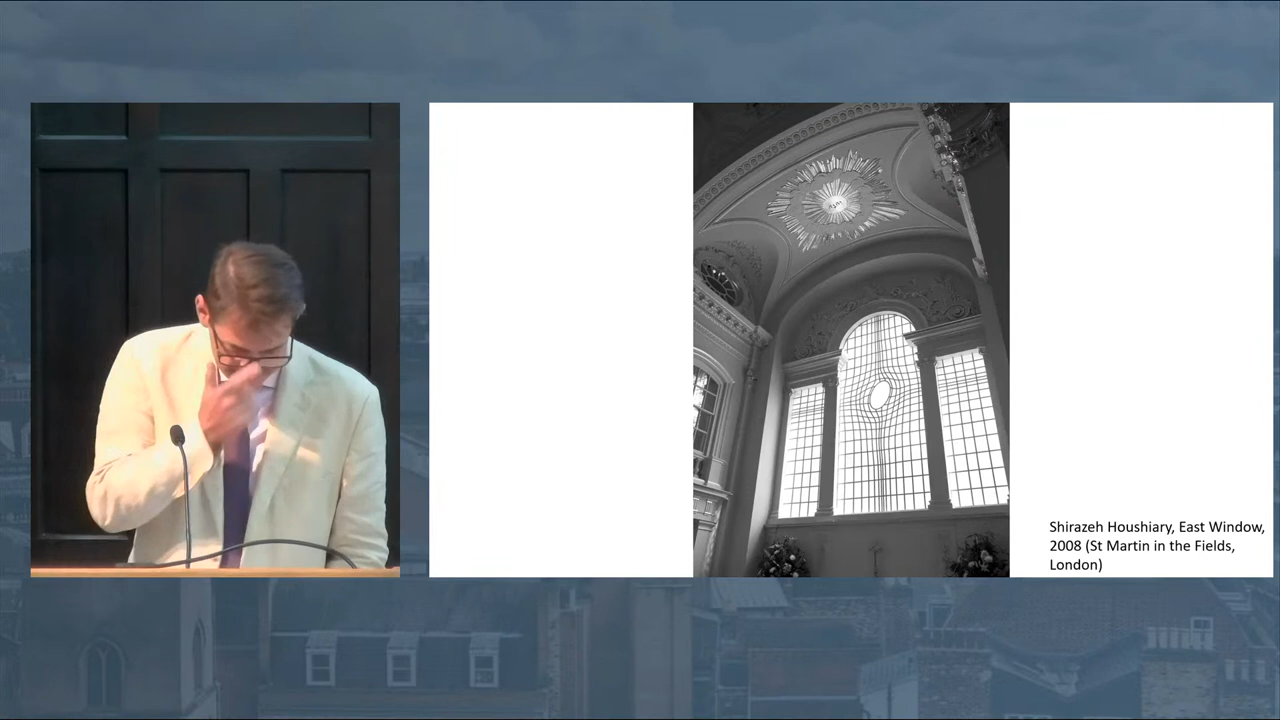 Shirazeh Houshiary, East Window,
2008 (St Martin in the Fields,
London)